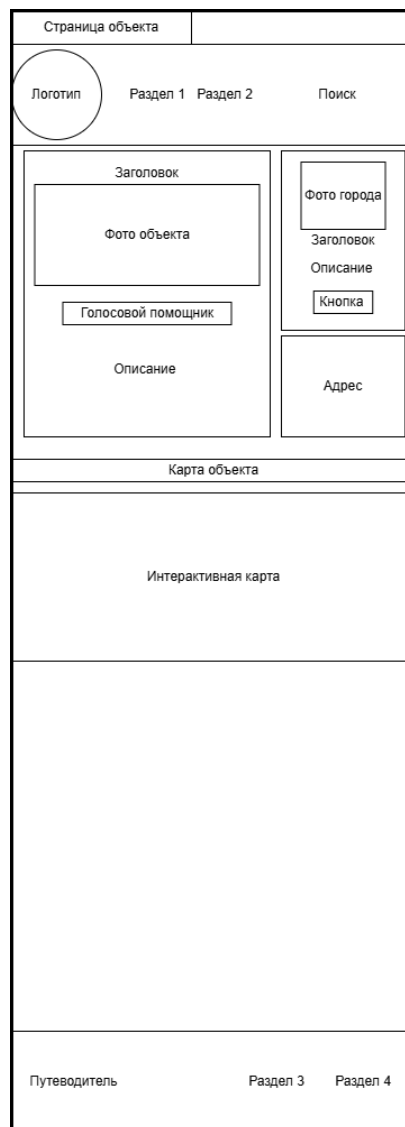 Страница объекта
Логотип
Раздел 1 Раздел 2
Поиск
Заголовок
Фото объекта
Голосовой помощник
Описание
Фото города
Заголовок
Описание
Кнопка
Адрес
Карта объекта
Интерактивная карта
Путеводитель
Раздел 3
Раздел 4